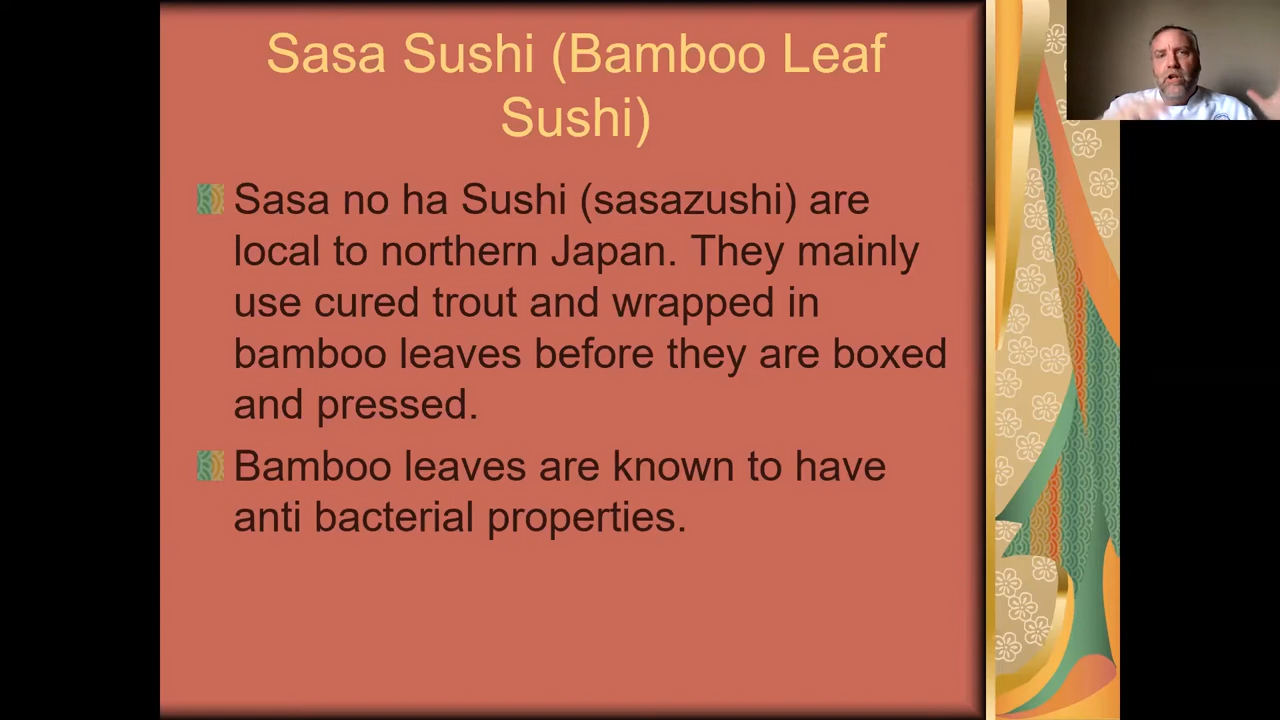 Sasa Sushi (Bamboo Leaf
Sushi)
Sasa no ha Sushi (sasazushi) are
local to northern Japan. They mainly
use cured trout and wrapped in
bamboo leaves before they are boxed
and pressed.
Bamboo leaves are known to have
anti bacterial properties.